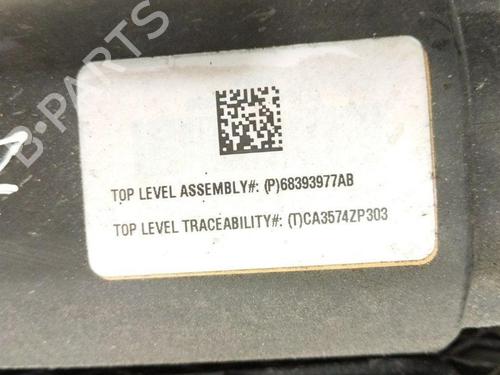 B-PARTS
TOP LEVEL ASSEMBLY#: (P)68393977AB
TOP LEVEL TRACEABILITY#: (T)CA3574ZP303